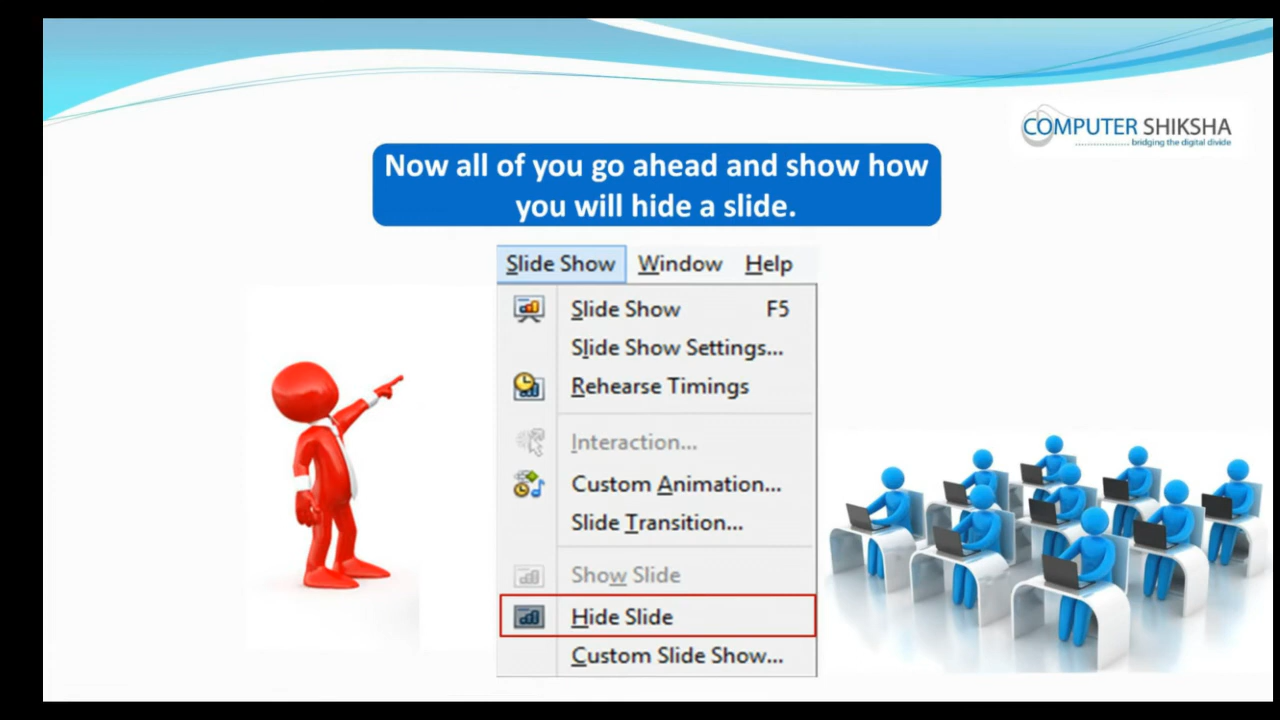 COMPUTER SHIKSHA
bridging the digital divide
Now all of you go ahead and show how
you will hide a slide.
Slide Show Window Help
Slide Show F5
Slide Show Settings...
Rehearse Timings
Interaction...
Custom Animation...
Slide Transition...
Show Slide
Hide Slide
Custom Slide Show...